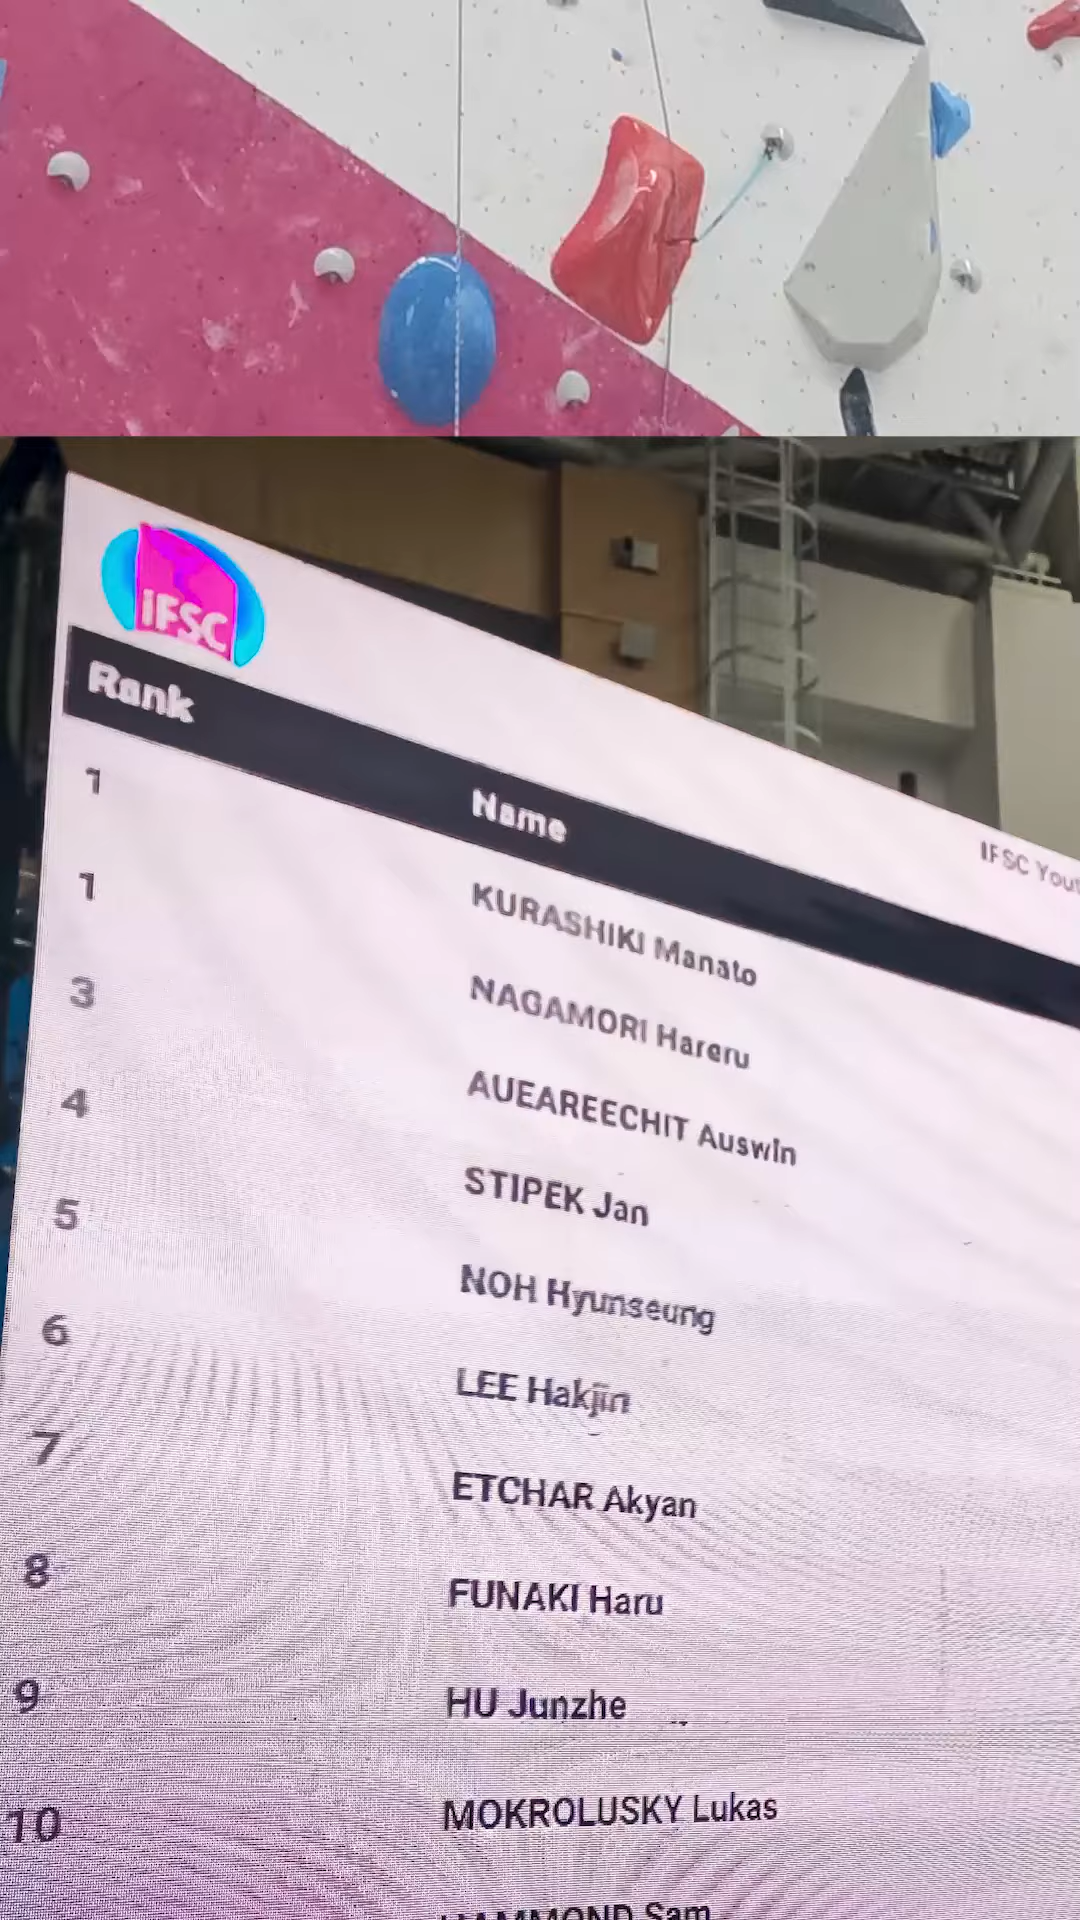 iFSC
IFSC
Rank Name
1 KURASHIKI Manato
1 NAGAMORI Hareru
3 AUEAREECHIT Auswin
4 STIPEK Jan
5 NOH Hyunseung
6 LEE Hakjin
7 ETCHAR Akyan
8 FUNAKI Haru
9 HU Junzhe
10 MOKROLUSKY Lukas
Sam